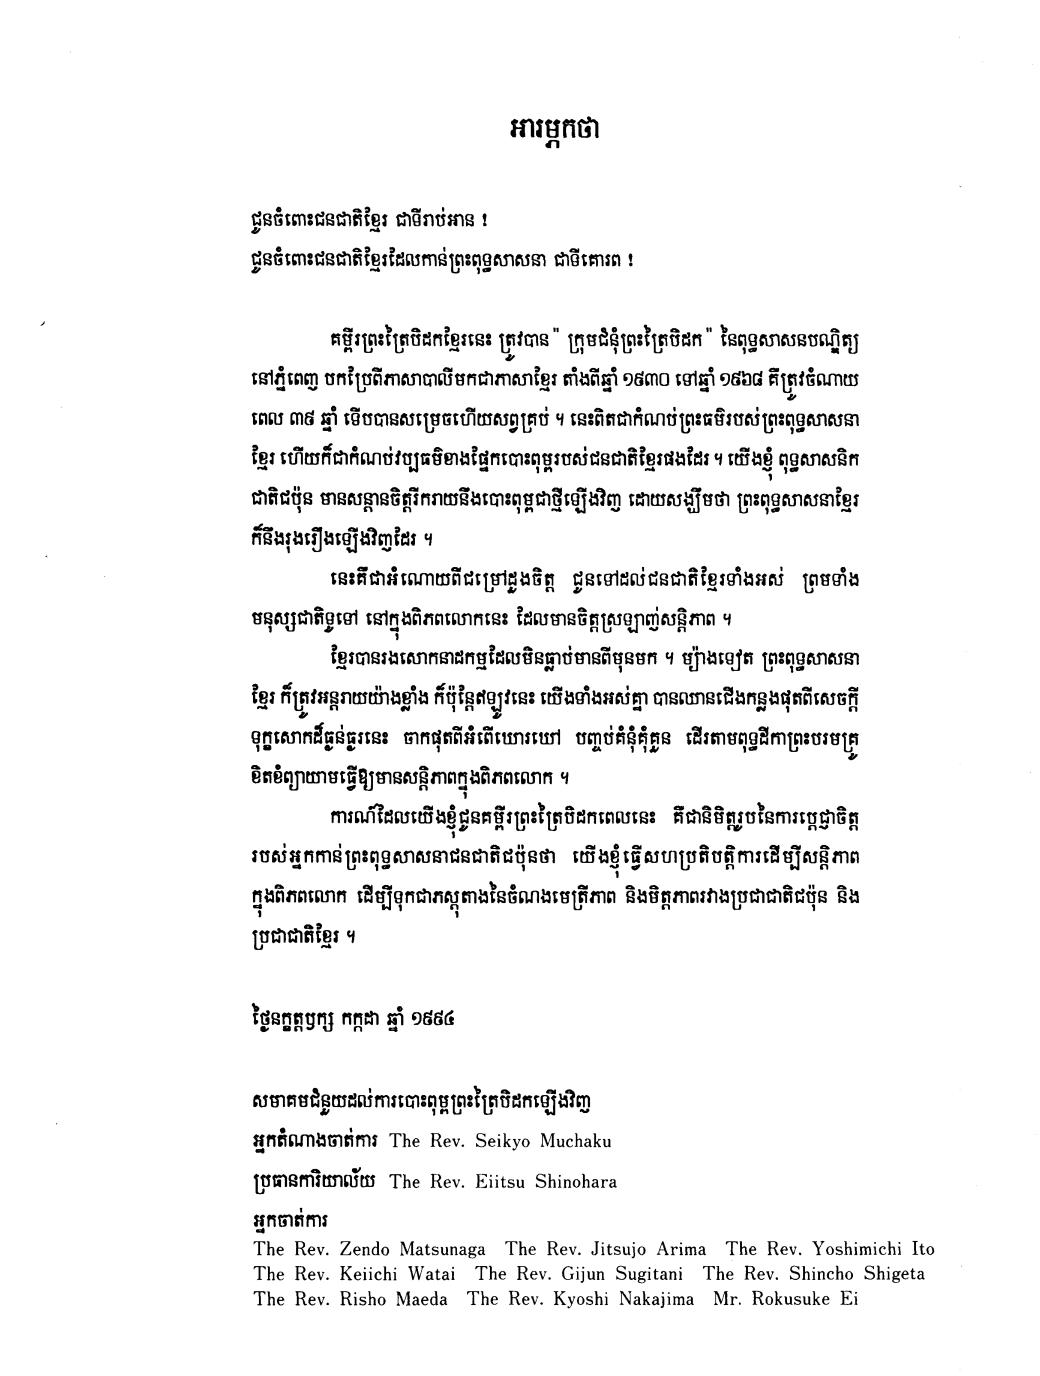 អារម្ភកថា
ជូនចំពោះជនជាតិខ្មែរ ជាទីរាប់អាន !
ជូនចំពោះជនជាតិខ្មែរដែលកាន់ព្រះពុទ្ធសាសនា ជាទីគោរព !
គម្ពីរព្រះត្រៃបិដកខ្មែរនេះ ត្រូវបាន" ក្រុមជំនុំព្រះត្រៃបិដក" នៃពុទ្ធសាសនបណ្ឌិត្យ
នៅភ្នំពេញ បកប្រែពីភាសាបាលីមកជាភាសាខ្មែរ តាំងពីឆ្នាំ ១៩៣០ ទៅឆ្នាំ ១៩៦៨ គឺត្រូវចំណាយ
ពេល ៣៩ ឆ្នាំ ទើបបានសម្រេចហើយសព្វគ្រប់ ។ នេះពិតជាកំណប់ព្រះធម៌របស់ព្រះពុទ្ធសាសនា
ខ្មែរ ហើយក៏ជាកំណប់វប្បធម៌ខាងផ្នែកបោះពុម្ពរបស់ជនជាតិខ្មែរផងដែរ ។ យើងខ្ញុំ ពុទ្ធសាសនិក
ជាតិជប៉ុន មានសន្តានចិត្តរីករាយនឹងបោះពុម្ពជាថ្មីឡើងវិញ ដោយសង្ឃឹមថា ព្រះពុទ្ធសាសនាខ្មែរ
ក៏នឹងរុងរឿងឡើងវិញដែរ ។
នេះគឺជាអំណោយពីជម្រៅដួងចិត្ត ជូនទៅដល់ជនជាតិខ្មែរទាំងអស់ ព្រមទាំង
មនុស្សជាតិទូទៅ នៅក្នុងពិភពលោកនេះ ដែលមានចិត្តស្រឡាញ់សន្តិភាព ។
ខ្មែរបានរងសោកនាដកម្មដែលមិនធ្លាប់មានពីមុនមក ។ ម្យ៉ាងទៀត ព្រះពុទ្ធសាសនា
ខ្មែរ ក៏ត្រូវអន្តរាយយ៉ាងខ្លាំង ក៏ប៉ុន្តែឥឡូវនេះ យើងទាំងអស់គ្នា បានឈានជើងកន្លងផុតពីសេចក្តី
ទុក្ខសោកដ៏ធ្ងន់ធ្ងរនេះ ចាកផុតពីអំពើឃោរឃៅ បញ្ចប់គំនុំគុំគួន ដើរតាមពុទ្ធដីកាព្រះបរមគ្រូ
ខិតខំព្យាយាមធ្វើឱ្យមានសន្តិភាពក្នុងពិភពលោក ។
ការណ៍ដែលយើងខ្ញុំជូនគម្ពីរព្រះត្រៃបិដកពេលនេះ គឺជានិមិត្តរូបនៃការប្តេជ្ញាចិត្ត
របស់អ្នកកាន់ព្រះពុទ្ធសាសនាជនជាតិជប៉ុនថា យើងខ្ញុំធ្វើសហប្រតិបត្តិការដើម្បីសន្តិភាព
ក្នុងពិភពលោក ដើម្បីទុកជាភស្តុតាងនៃចំណងមេត្រីភាព និងមិត្តភាពរវាងប្រជាជាតិជប៉ុន និង
ប្រជាជាតិខ្មែរ ។
ថ្ងៃនក្ខត្តឫក្ស កក្កដា ឆ្នាំ ១៩៩៤
សមាគមជំនួយដល់ការបោះពុម្ពព្រះត្រៃបិដកឡើងវិញ
អ្នកតំណាងចាត់ការ The Rev. Seikyo Muchaku
ប្រធានការិយាល័យ The Rev. Eiitsu Shinohara
អ្នកចាត់ការ
The Rev. Zendo Matsunaga The Rev. Jitsujo Arima The Rev. Yoshimichi Ito
The Rev. Keiichi Watai The Rev. Gijun Sugitani The Rev. Shincho Shigeta
The Rev. Risho Maeda The Rev. Kyoshi Nakajima Mr. Rokusuke Ei